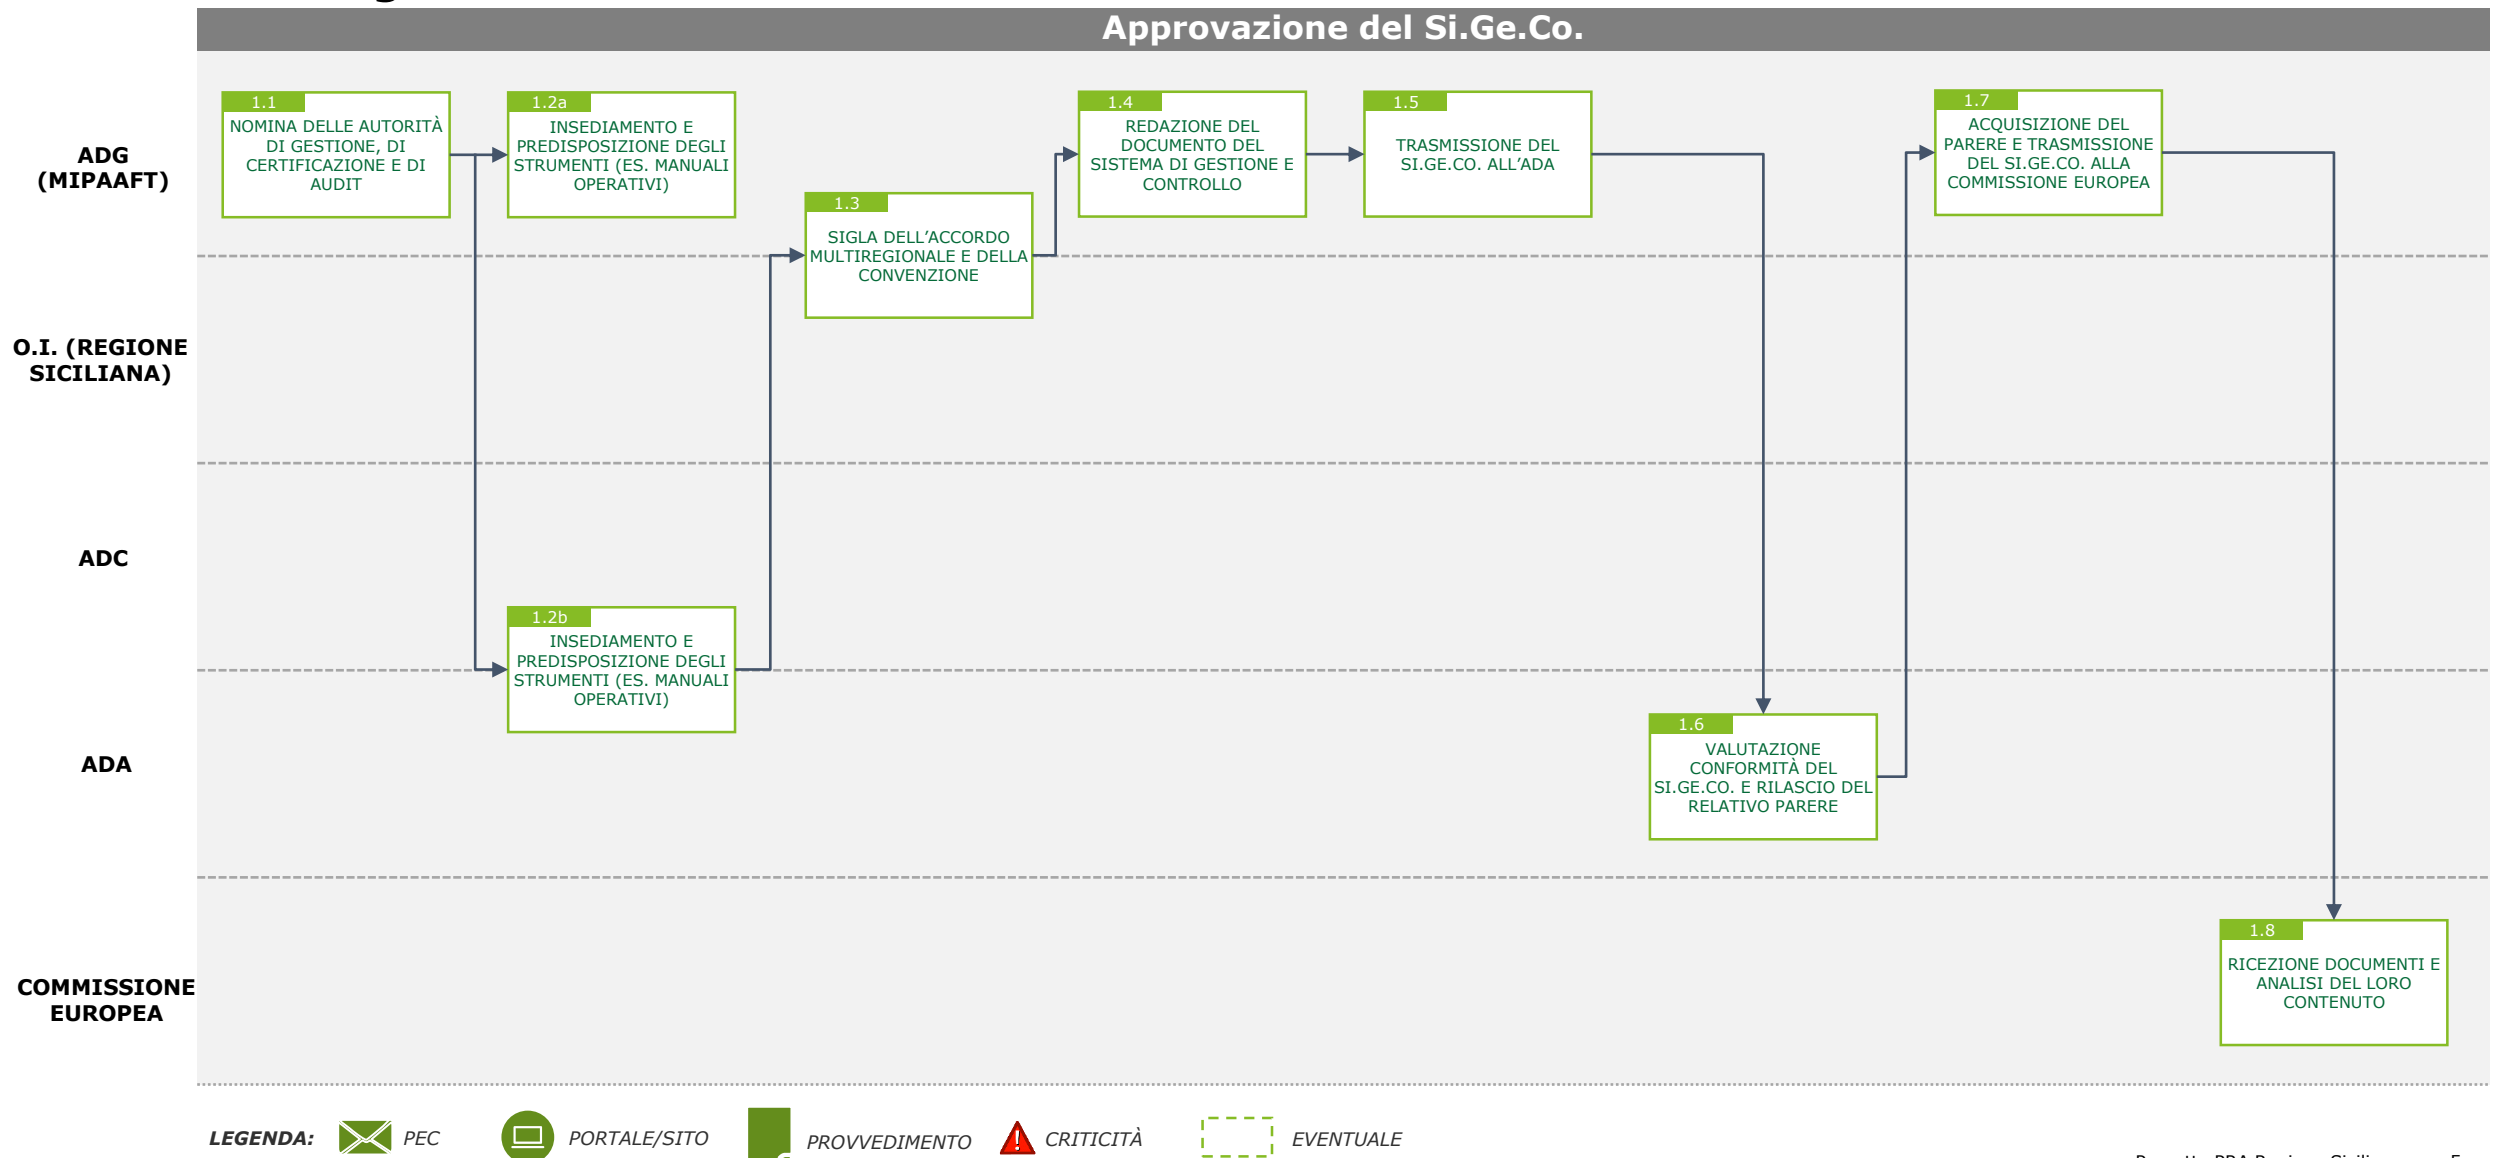 Approvazione del Si.Ge.Co.
ADG
(MIPAAFT)
1.1
NOMINA DELLE AUTORITÀ
DI GESTIONE, DI
CERTIFICAZIONE E DI
AUDIT
1.2a
INSEDIAMENTO E
PREDISPOSIZIONE DEGLI
STRUMENTI (ES. MANUALI
OPERATIVI)
1.3
SIGLA DELL’ACCORDO
MULTIREGIONALE E DELLA
CONVENZIONE
1.4
REDAZIONE DEL
DOCUMENTO DEL
SISTEMA DI GESTIONE E
CONTROLLO
1.5
TRASMISSIONE DEL
SI.GE.CO. ALL’ADA
1.7
ACQUISIZIONE DEL
PARERE E TRASMISSIONE
DEL SI.GE.CO. ALLA
COMMISSIONE EUROPEA
O.I. (REGIONE
SICILIANA)
ADC
1.2b
INSEDIAMENTO E
PREDISPOSIZIONE DEGLI
STRUMENTI (ES. MANUALI
OPERATIVI)
ADA
1.6
VALUTAZIONE
CONFORMITÀ DEL
SI.GE.CO. E RILASCIO DEL
RELATIVO PARERE
COMMISSIONE
EUROPEA
1.8
RICEZIONE DOCUMENTI E
ANALISI DEL LORO
CONTENUTO
LEGENDA:
PEC
PORTALE/SITO
PROVVEDIMENTO
CRITICITÀ
EVENTUALE